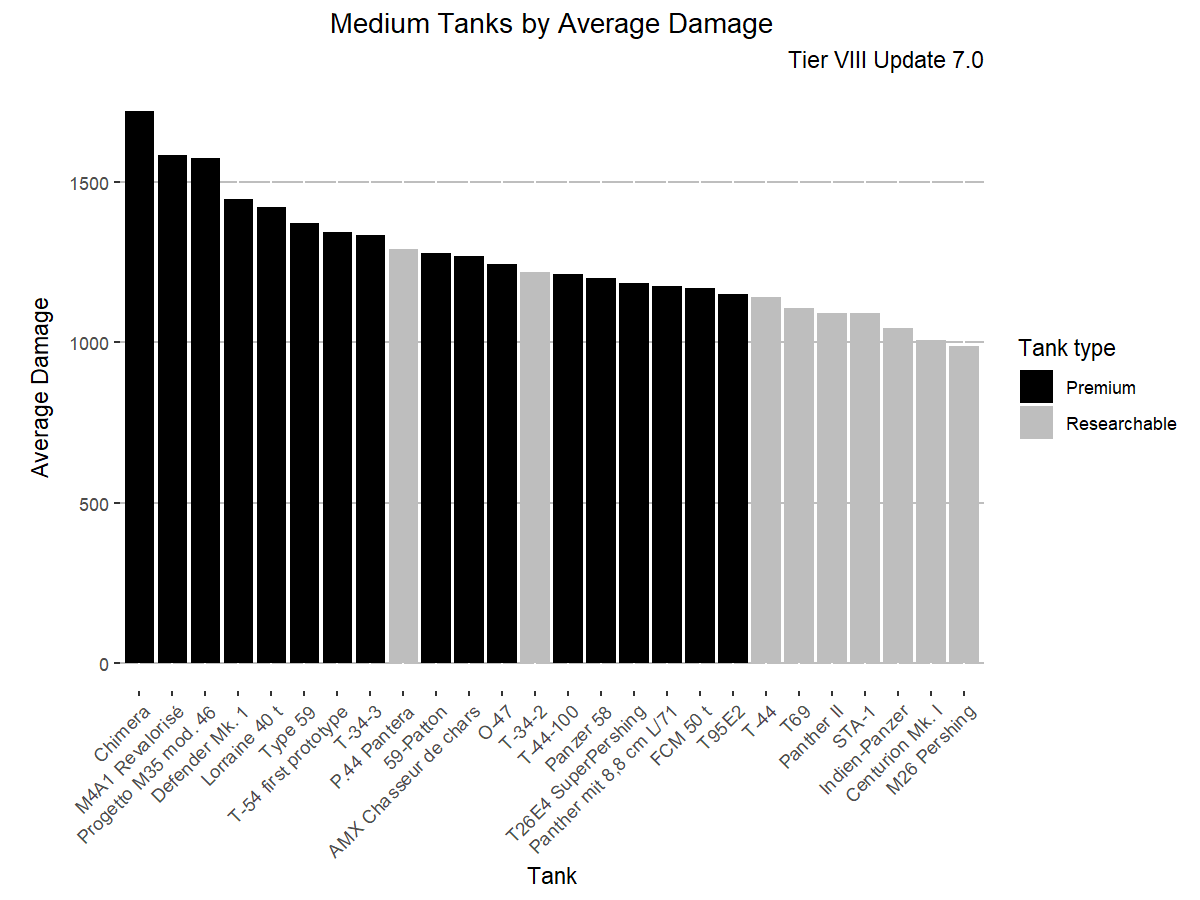 Medium Tanks by Average Damage
Tier VIII Update 7.0
Average Damage
1500
1000
500
0
Chimera
M4A1 Revalorisé
Progetto M35 mod. 46
Defender Mk. 1
Lorraine 40 t
Type 59
T-54 first prototype
T-34-3
P.44 Pantera
59-Patton
AMX Chasseur de chars
O-47
T-34-2
T-44-100
Panzer 58
T26E4 SuperPershing
Panther mit 8,8 cm L/71
FCM 50 t
T95E2
T-44
T69
Panther II
STA-1
Indien-Panzer
Centurion Mk. I
M26 Pershing
Tank
Tank type
Premium
Researchable